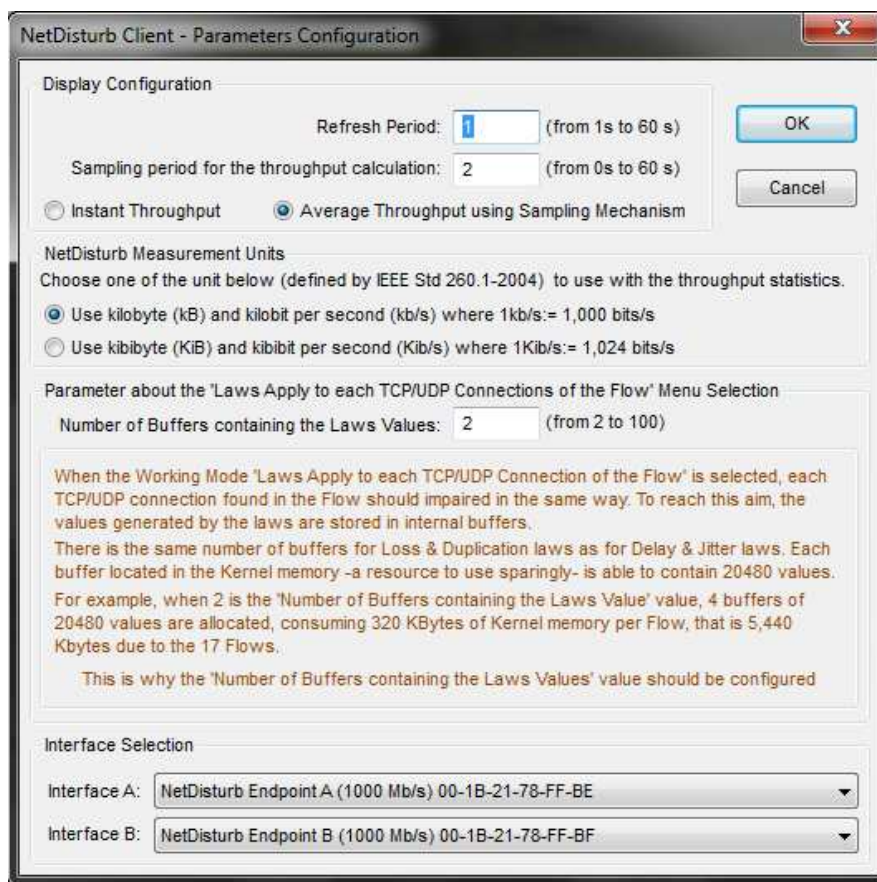 NetDisturb Client - Parameters Configuration
Display Configuration
Refresh Period: 1 (from 1s to 60 s)
OK
Sampling period for the throughput calculation: 2 (from 0s to 60 s)
Cancel
Instant Throughput Average Throughput using Sampling Mechanism
NetDisturb Measurement Units
Choose one of the unit below (defined by IEEE Std 260.1-2004) to use with the throughput statistics.
Use kilobyte (kB) and kilobit per second (kb/s) where 1kb/s:= 1,000 bits/s
Use kibibyte (KiB) and kibibit per second (Kib/s) where 1Kib/s:= 1,024 bits/s
Parameter about the 'Laws Apply to each TCP/UDP Connections of the Flow' Menu Selection
Number of Buffers containing the Laws Values: 2 (from 2 to 100)
When the Working Mode 'Laws Apply to each TCP/UDP Connection of the Flow' is selected, each
TCP/UDP connection found in the Flow should impaired in the same way. To reach this aim, the
values generated by the laws are stored in internal buffers.
There is the same number of buffers for Loss & Duplication laws as for Delay & Jitter laws. Each
buffer located in the Kernel memory -a resource to use sparingly- is able to contain 20480 values.
For example, when 2 is the 'Number of Buffers containing the Laws Value' value, 4 buffers of
20480 values are allocated, consuming 320 KBytes of Kernel memory per Flow, that is 5,440
Kbytes due to the 17 Flows.
This is why the 'Number of Buffers containing the Laws Values' value should be configured
Interface Selection
Interface A: NetDisturb Endpoint A (1000 Mb/s) 00-1B-21-78-FF-BE
Interface B: NetDisturb Endpoint B (1000 Mb/s) 00-1B-21-78-FF-BF